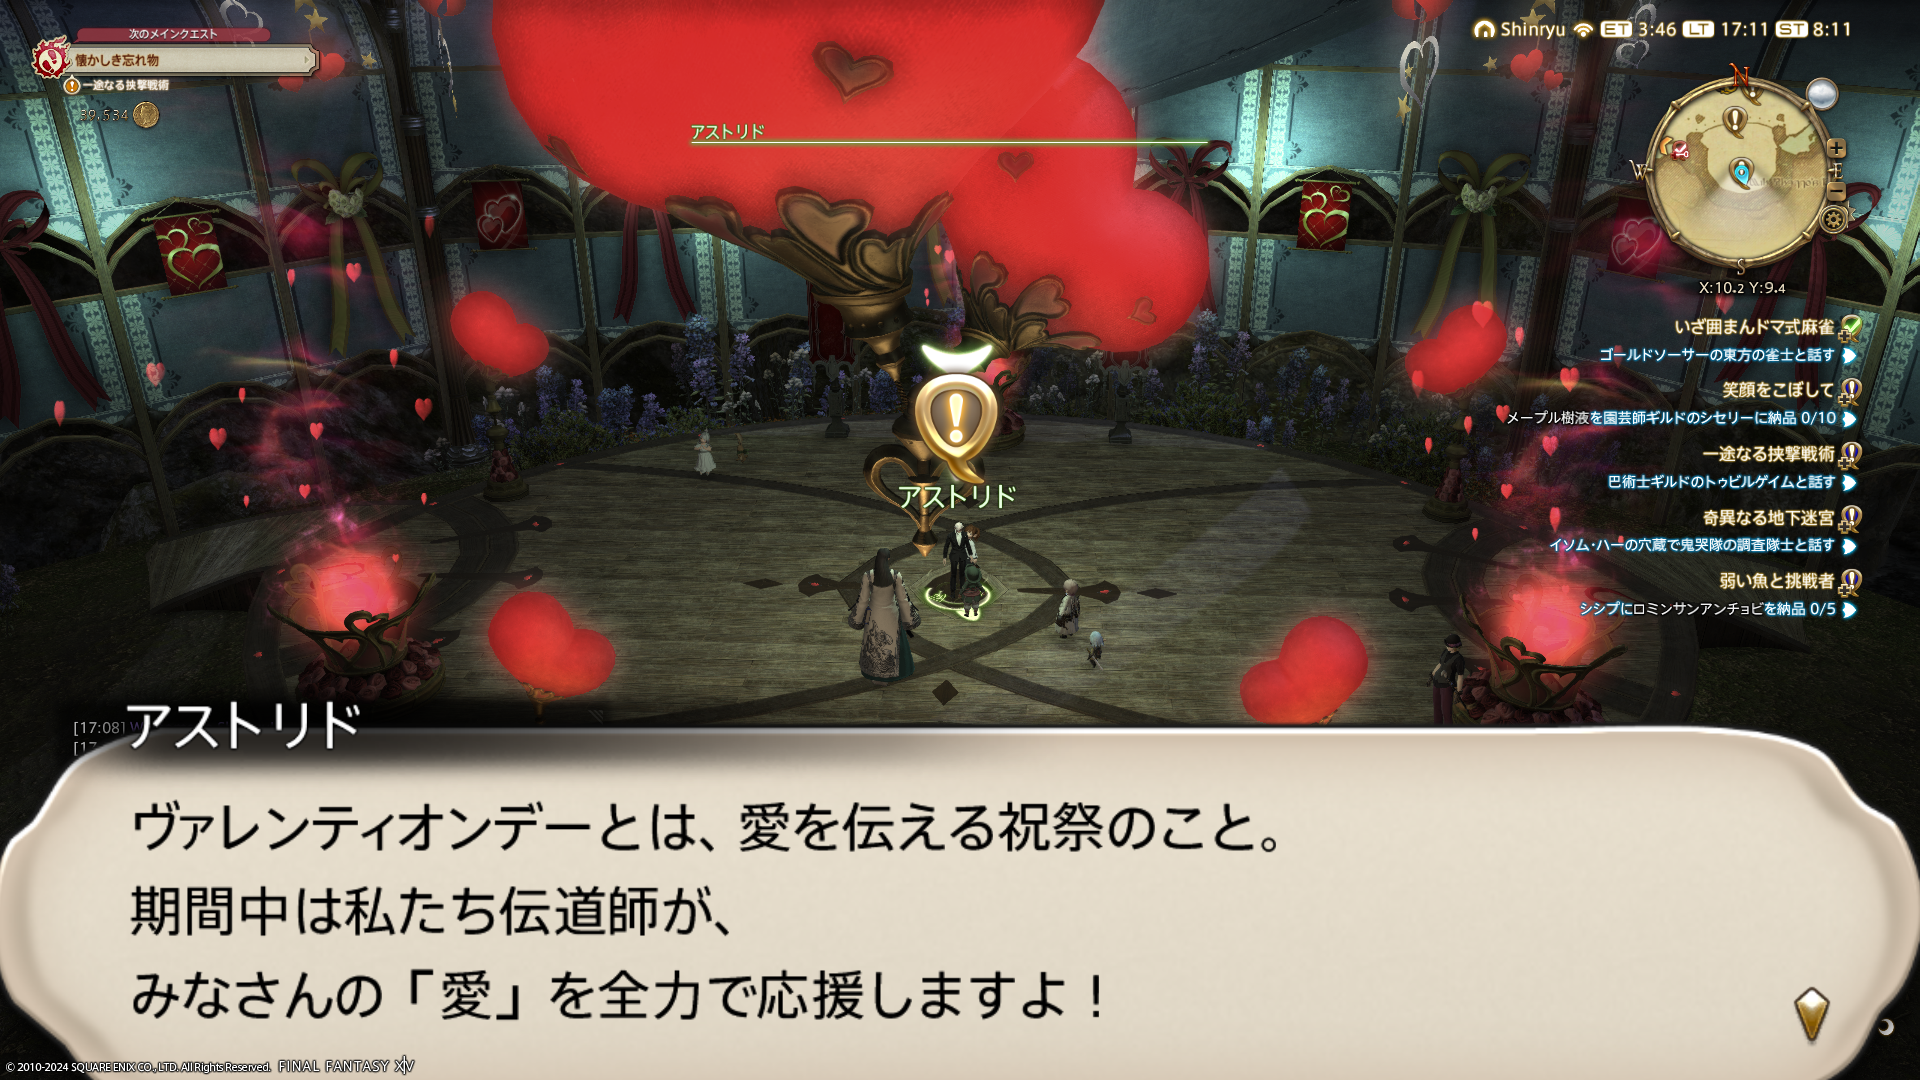 次のメインクエスト
懐かしき忘れ物
一途なる挟撃戦術
39,534
アストリド
Shinryu ET 3:46 LT 17:11 ST 8:11
N
W
E
S
X:10.2 Y:9.4
いざ囲まんドマ式麻雀
ゴールドソーサーの東方の雀士と話す
笑顔をこぼして
メープル樹液を園芸師ギルドのシセリーに納品 0/10
一途なる挟撃戦術
巴術士ギルドのトゥビルゲイムと話す
奇異なる地下迷宮
イソム・ハーの穴蔵で鬼哭隊の調査隊士と話す
弱い魚と挑戦者
シシプにロミンサンアンチョビを納品 0/5
アストリド
[17:08]
[17
アストリド
ヴァレンティオンデーとは、愛を伝える祝祭のこと。
期間中は私たち伝道師が、
みなさんの「愛」を全力で応援しますよ！
© 2010-2024 SQUARE ENIX CO., LTD. All Rights Reserved. FINAL FANTASY XIV